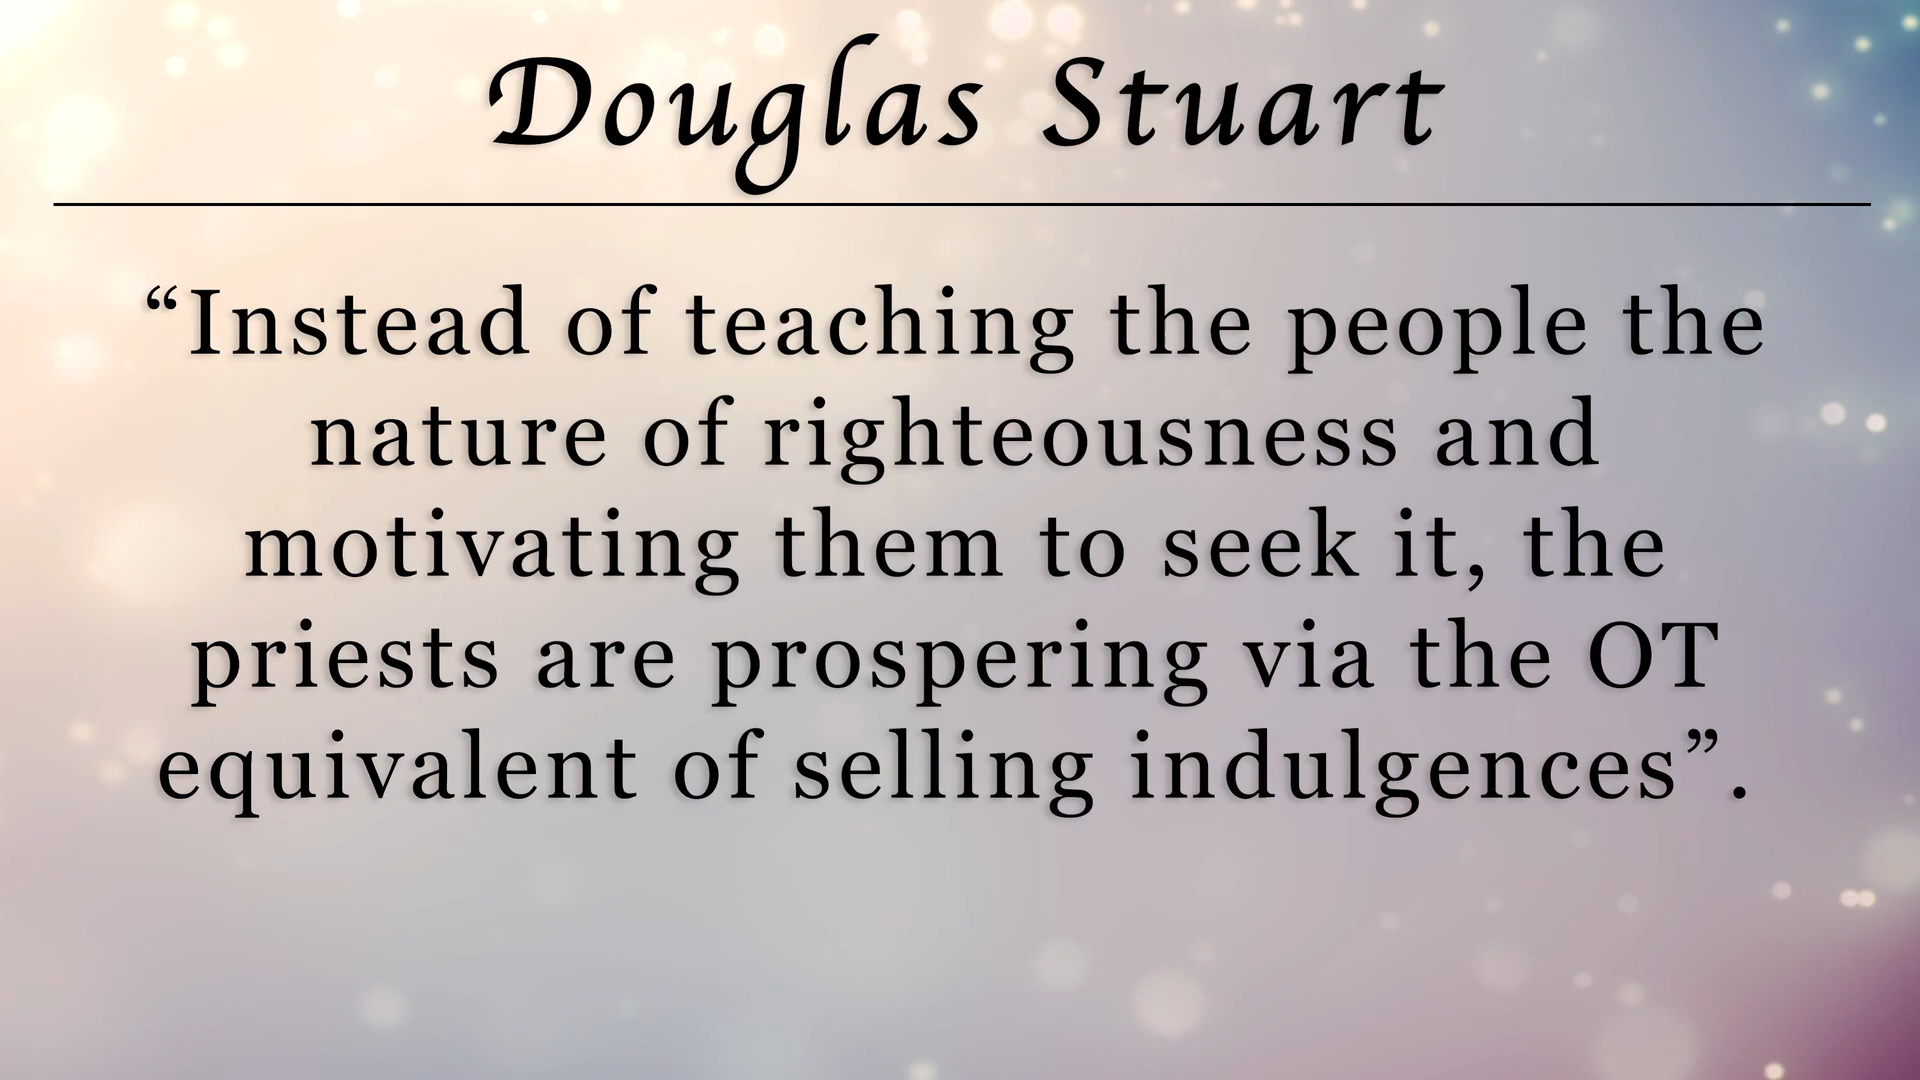 Douglas Stuart
“Instead of teaching the people the
nature of righteousness and
motivating them to seek it, the
priests are prospering via the OT
equivalent of selling indulgences”.